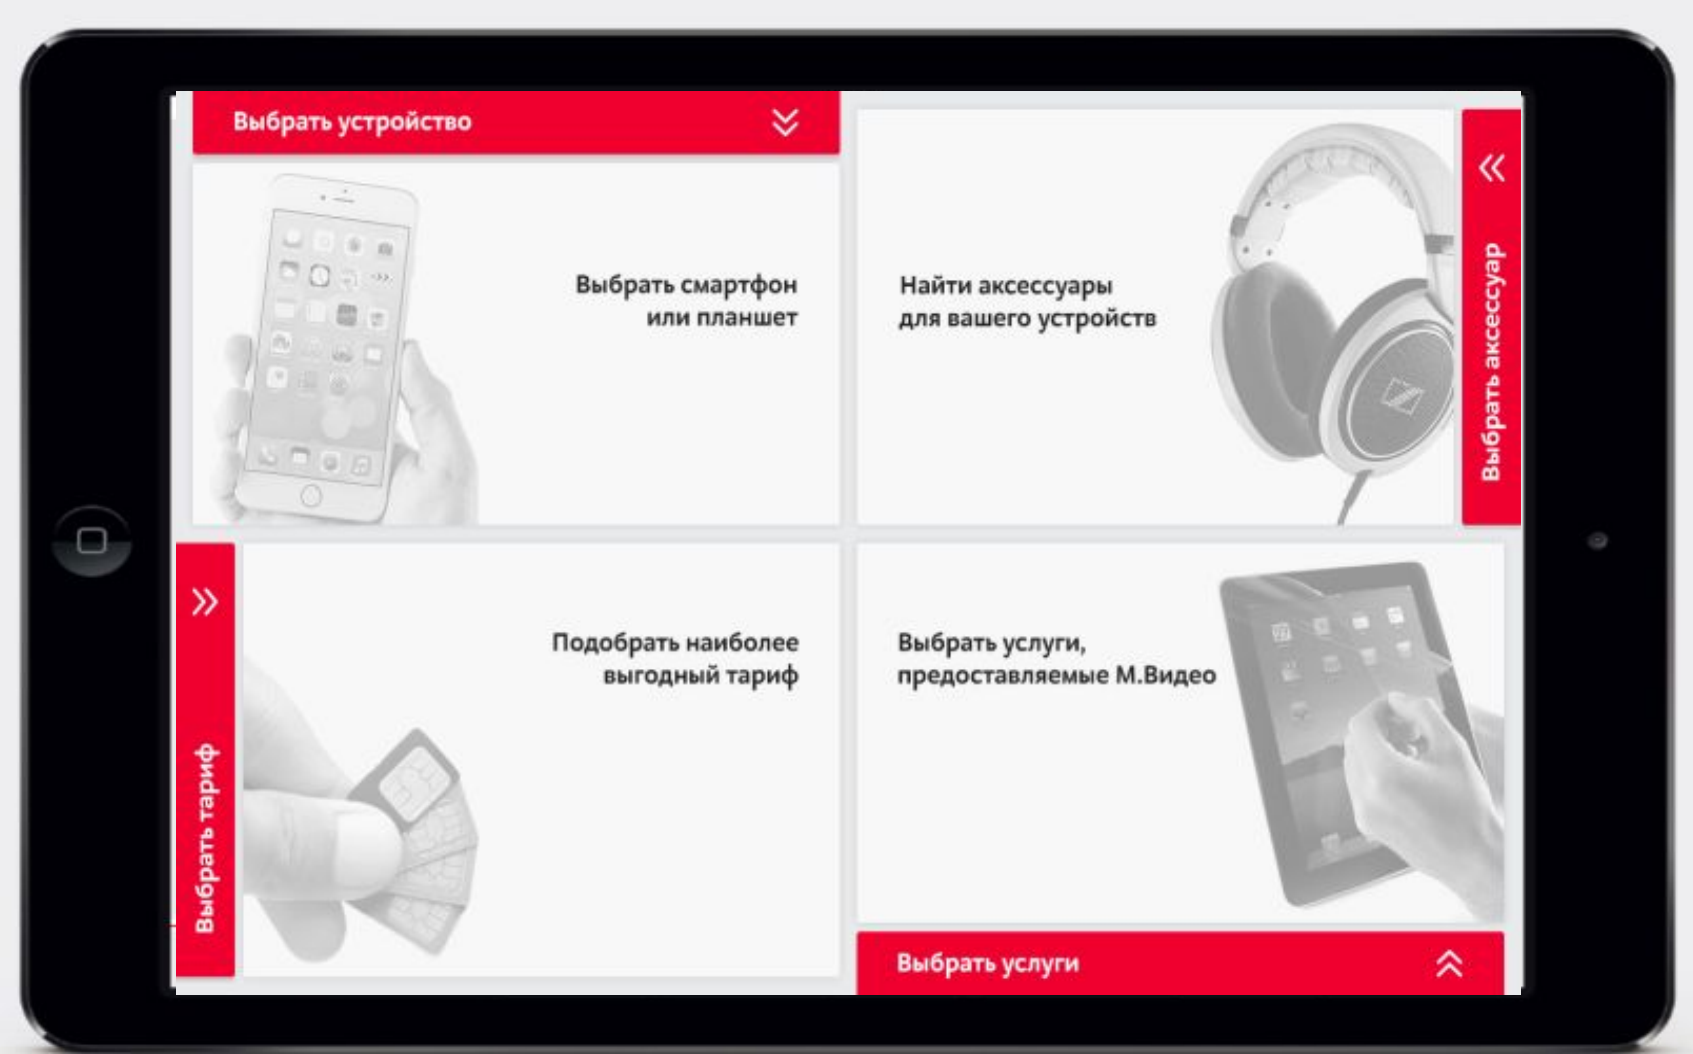 Выбрать устройство
Выбрать смартфон
или планшет
Найти аксессуары
для вашего устройств
Выбрать аксессуар
Выбрать тариф
Подобрать наиболее
выгодный тариф
Выбрать услуги,
предоставляемые М.Видео
Выбрать услуги